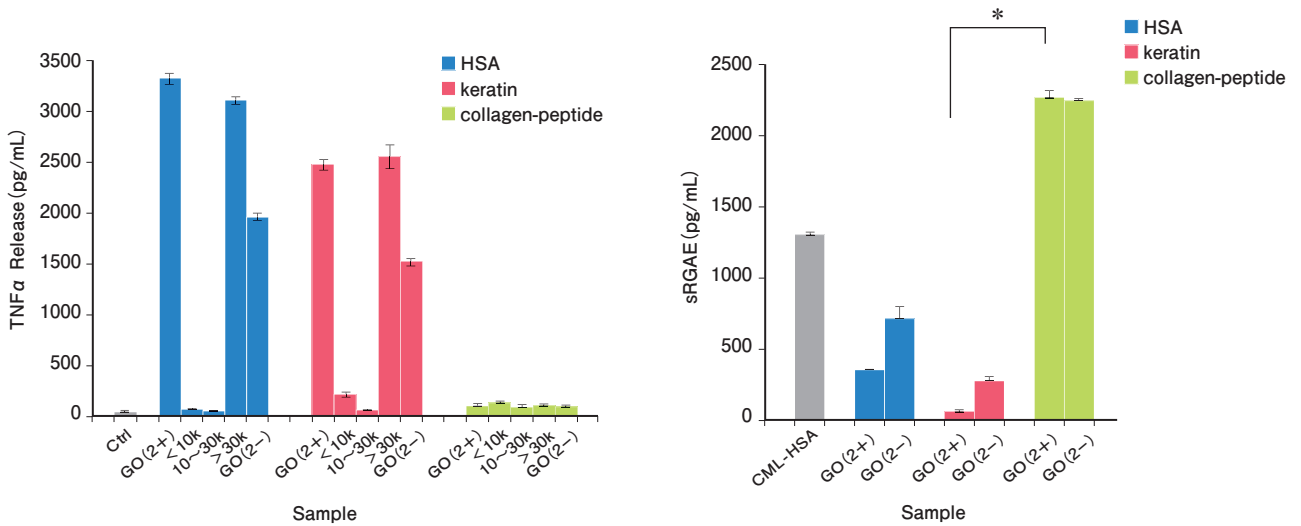 3500
3000
2500
2000
1500
1000
500
0
TNFα Release (pg/mL)
HSA
keratin
collagen-peptide
Ctrl
GO(2+)
<10k
10~30k
>30k
GO(2−)
GO(2+)
<10k
10~30k
>30k
GO(2−)
GO(2+)
<10k
10~30k
>30k
GO(2−)
Sample
*
HSA
keratin
collagen-peptide
2500
2000
1500
1000
500
0
sRGAE (pg/mL)
CML-HSA
GO(2+)
GO(2−)
GO(2+)
GO(2−)
GO(2+)
GO(2−)
Sample